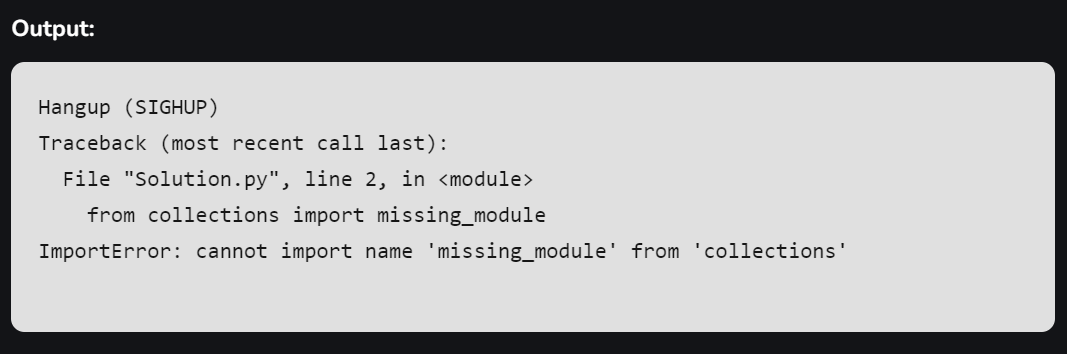 Output:
Hangup (SIGHUP)
Traceback (most recent call last):
  File "Solution.py", line 2, in <module>
    from collections import missing_module
ImportError: cannot import name 'missing_module' from 'collections'